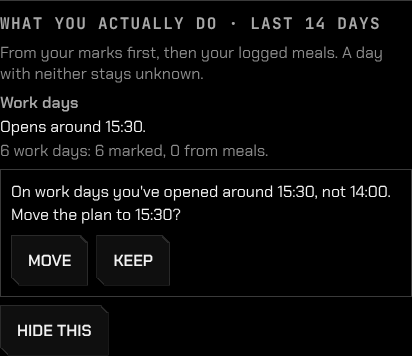 WHAT YOU ACTUALLY DO · LAST 14 DAYS
From your marks first, then your logged meals. A day
with neither stays unknown.
Work days
Opens around 15:30.
6 work days: 6 marked, 0 from meals.
On work days you've opened around 15:30, not 14:00.
Move the plan to 15:30?
MOVE KEEP
HIDE THIS